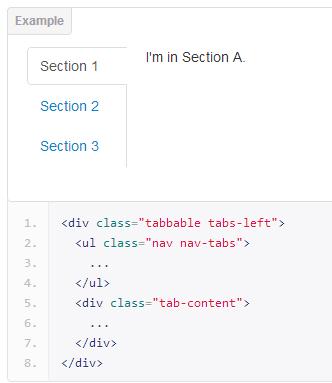 Example
Section 1
I'm in Section A.
Section 2
Section 3
1. <div class="tabbable tabs-left">
2.   <ul class="nav nav-tabs">
3.     ...
4.   </ul>
5.   <div class="tab-content">
6.     ...
7.   </div>
8. </div>